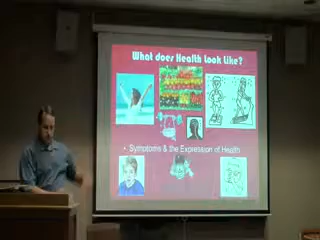 What does Health Look Like?
• Symptoms & the Expression of Health